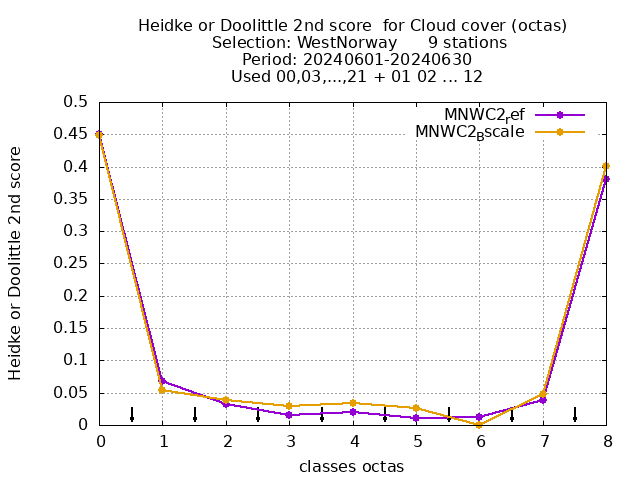 Heidke or Doolittle 2nd score  for Cloud cover (octas)
Selection: WestNorway      9 stations
Period: 20240601-20240630
Used 00,03,...,21 + 01 02 ... 12
MNWC2ref
MNWC2Bscale
Heidke or Doolittle 2nd score
0.5
0.45
0.4
0.35
0.3
0.25
0.2
0.15
0.1
0.05
0
0 1 2 3 4 5 6 7 8
classes octas